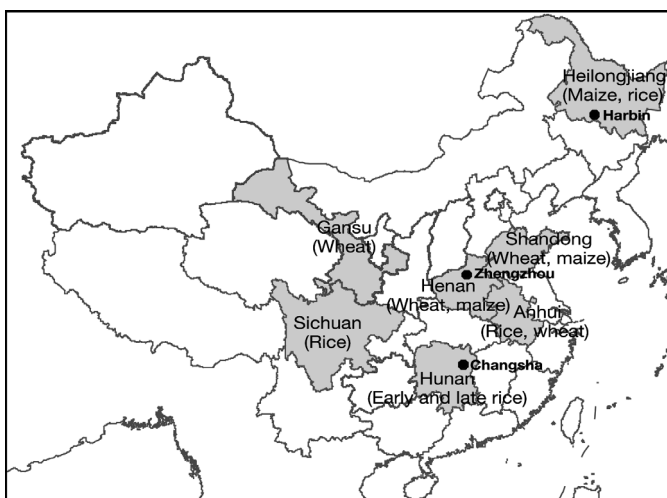 Heilongjiang
(Maize, rice)
Harbin
Gansu
(Wheat)
Shandong
(Wheat, maize)
Zhengzhou
Henan
(Wheat, maize)
Anhui
(Rice, wheat)
Sichuan
(Rice)
Changsha
Hunan
(Early and late rice)